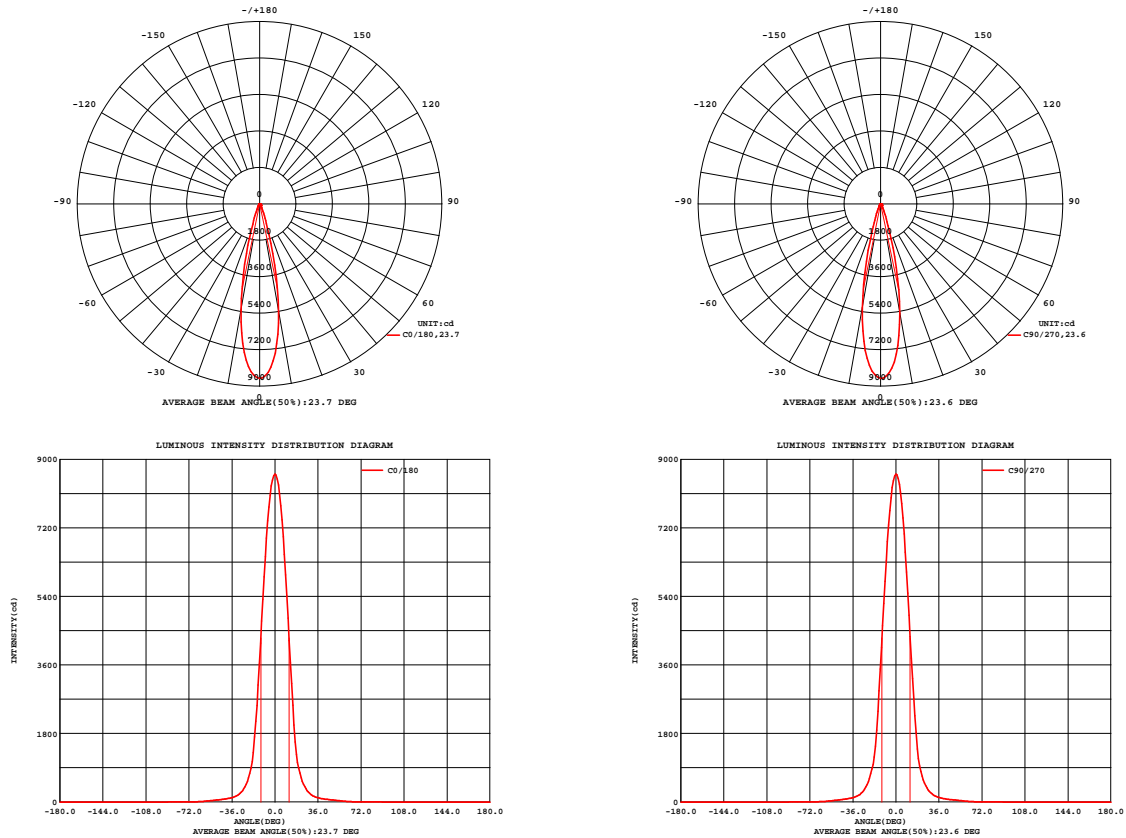 -/+180
-150 150
-120 120
-90 90
-60 60
-30 30
0
1800
3600
5400
7200
9000
0
UNIT:cd
C0/180,23.7
AVERAGE BEAM ANGLE(50%):23.7 DEG
-/+180
-150 150
-120 120
-90 90
-60 60
-30 30
0
1800
3600
5400
7200
9000
0
UNIT:cd
C90/270,23.6
AVERAGE BEAM ANGLE(50%):23.6 DEG
LUMINOUS INTENSITY DISTRIBUTION DIAGRAM
C0/180
9000
7200
5400
3600
1800
0
INTENSITY(cd)
-180.0 -144.0 -108.0 -72.0 -36.0 0.0 36.0 72.0 108.0 144.0 180.0
ANGLE(DEG)
AVERAGE BEAM ANGLE(50%):23.7 DEG
LUMINOUS INTENSITY DISTRIBUTION DIAGRAM
C90/270
9000
7200
5400
3600
1800
0
INTENSITY(cd)
-180.0 -144.0 -108.0 -72.0 -36.0 0.0 36.0 72.0 108.0 144.0 180.0
ANGLE(DEG)
AVERAGE BEAM ANGLE(50%):23.6 DEG